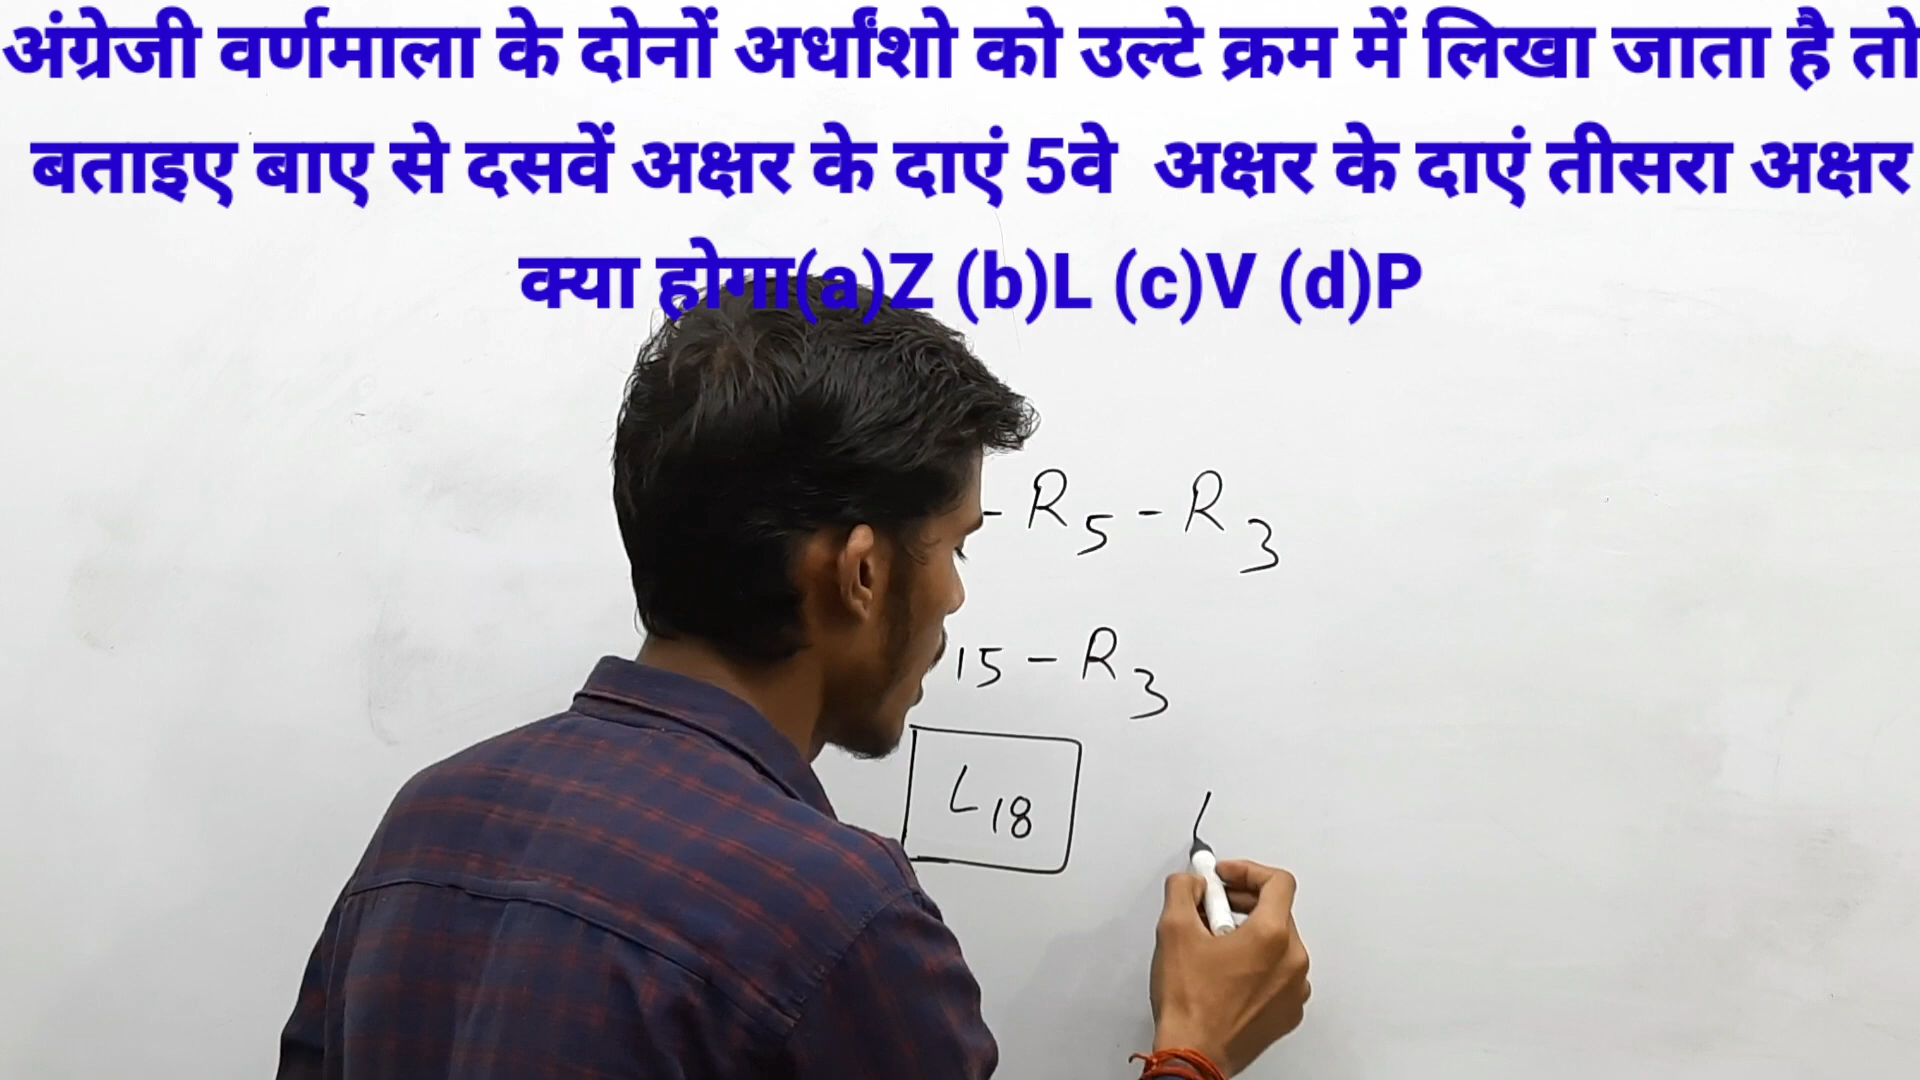 अंग्रेजी वर्णमाला के दोनों अर्धांशो को उल्टे क्रम में लिखा जाता है तो
बताइए बाए से दसवें अक्षर के दाएं 5वे अक्षर के दाएं तीसरा अक्षर
क्या होगा(a)Z (b)L (c)V (d)P
- R5 - R3
15 - R3
L18